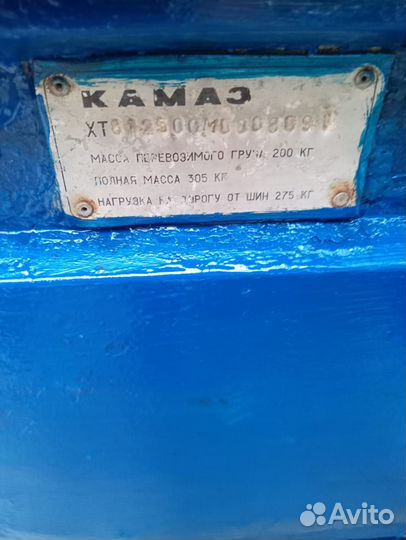 КАМАЗ
МАССА ПЕРЕВОЗИМОГО ГРУЗА 200 КГ
ПОЛНАЯ МАССА 305 КГ
НАГРУЗКА НА ДОРОГУ ОТ ШИН 275 КГ
Avito